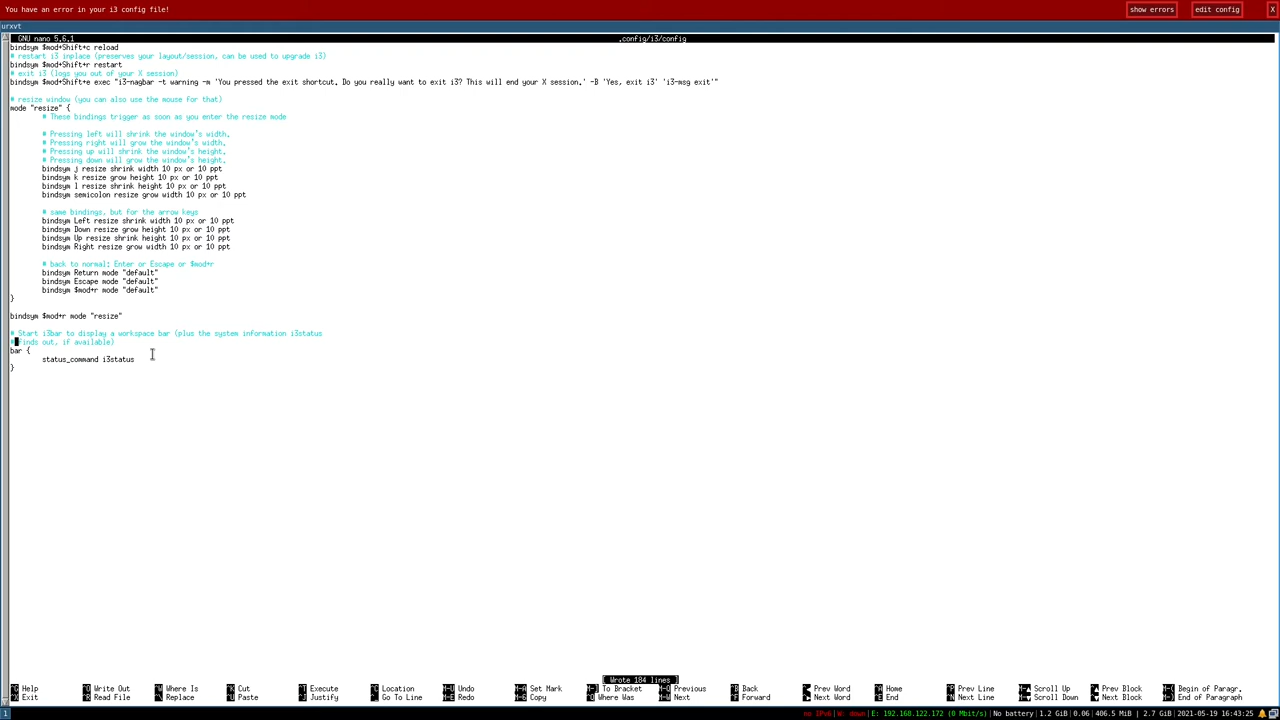 You have an error in your i3 config file!
show errors
edit config
X
urxvt
GNU nano 5.6.1
.config/i3/config
bindsym $mod+Shift+c reload
# restart i3 inplace (preserves your layout/session, can be used to upgrade i3)
bindsym $mod+Shift+r restart
# exit i3 (logs you out of your X session)
bindsym $mod+Shift+e exec "i3-nagbar -t warning -m 'You pressed the exit shortcut. Do you really want to exit i3? This will end your X session.' -B 'Yes, exit i3' 'i3-msg exit'"
# resize window (you can also use the mouse for that)
mode "resize" {
# These bindings trigger as soon as you enter the resize mode
# Pressing left will shrink the window's width.
# Pressing right will grow the window's width.
# Pressing up will shrink the window's height.
# Pressing down will grow the window's height.
bindsym j resize shrink width 10 px or 10 ppt
bindsym k resize grow height 10 px or 10 ppt
bindsym l resize shrink height 10 px or 10 ppt
bindsym semicolon resize grow width 10 px or 10 ppt
# same bindings, but for the arrow keys
bindsym Left resize shrink width 10 px or 10 ppt
bindsym Down resize grow height 10 px or 10 ppt
bindsym Up resize shrink height 10 px or 10 ppt
bindsym Right resize grow width 10 px or 10 ppt
# back to normal: Enter or Escape or $mod+r
bindsym Return mode "default"
bindsym Escape mode "default"
bindsym $mod+r mode "default"
}
bindsym $mod+r mode "resize"
# Start i3bar to display a workspace bar (plus the system information i3status
# finds out, if available)
bar {
status_command i3status
}
[ Wrote 184 lines ]
^G Help ^O Write Out ^W Where Is ^K Cut ^T Execute ^C Location M-U Undo M-A Set Mark M-] To Bracket M-Q Previous ^B Back Prev Word ^A Home ^P Prev Line M-▲ Scroll Up Prev Block M-( Begin of Paragr.
^X Exit ^R Read File ^\ Replace ^U Paste ^J Justify ^_ Go To Line M-E Redo M-6 Copy ^Q Where Was M-W Next ^F Forward Next Word ^E End ^N Next Line M-▼ Scroll Down Next Block M-) End of Paragraph
1
no IPv6 | W: down | E: 192.168.122.172 (0 Mbit/s) | No battery | 1.2 GiB | 0.06 | 406.5 MiB | 2.7 GiB | 2021-05-19 16:43:25